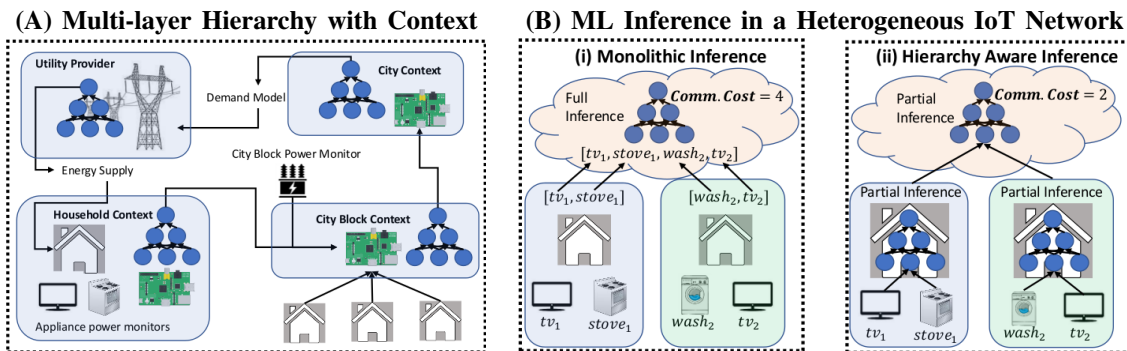 (A) Multi-layer Hierarchy with Context
Utility Provider
City Context
Demand Model
City Block Power Monitor
Energy Supply
Household Context
City Block Context
Appliance power monitors
(B) ML Inference in a Heterogeneous IoT Network
(i) Monolithic Inference
Full
Inference
Comm. Cost = 4
[tv₁, stove₁, wash₂, tv₂]
[tv₁, stove₁]
[wash₂, tv₂]
tv₁
stove₁
wash₂
tv₂
(ii) Hierarchy Aware Inference
Partial
Inference
Comm. Cost = 2
Partial Inference
Partial Inference
tv₁
stove₁
wash₂
tv₂